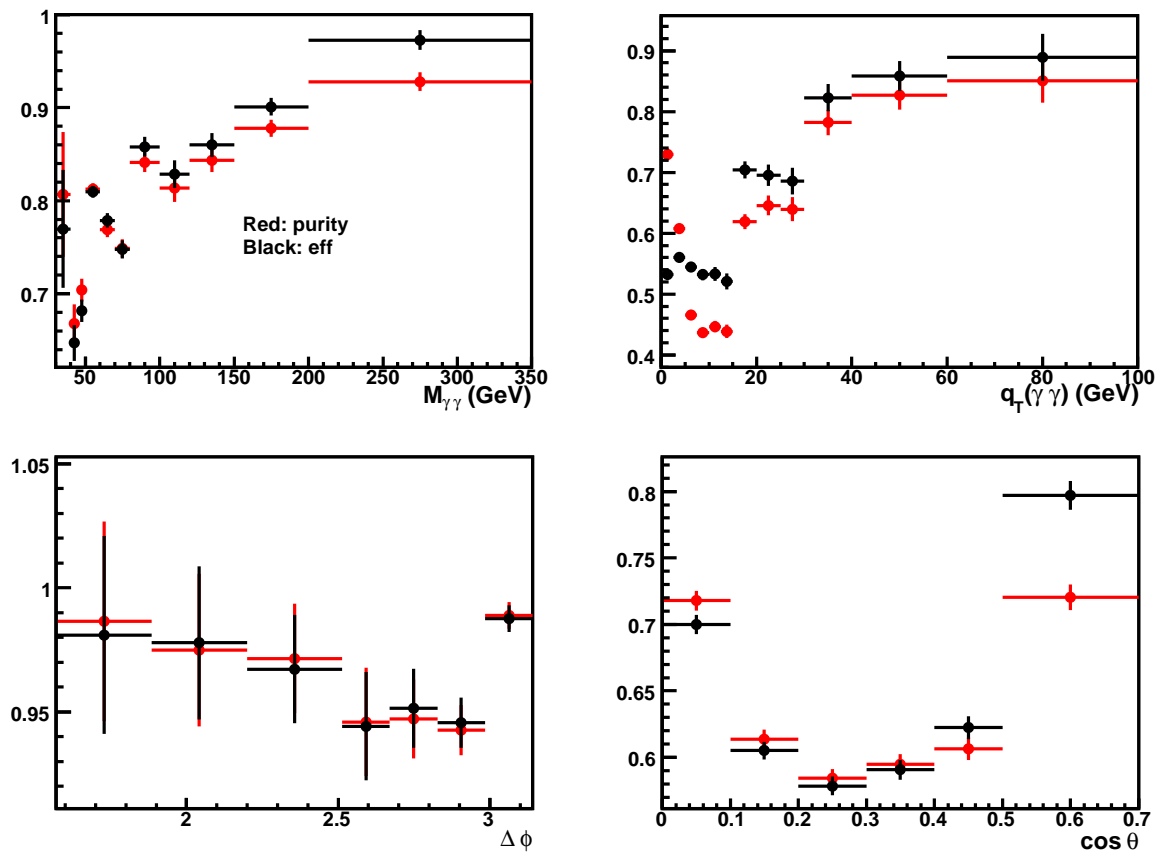 1
0.9
0.8
0.7
Red: purity
Black: eff
50 100 150 200 250 300 350
M_γγ (GeV)
0.9
0.8
0.7
0.6
0.5
0.4
0 20 40 60 80 100
q_T(γ γ) (GeV)
1.05
1
0.95
2 2.5 3
Δ ϕ
0.8
0.75
0.7
0.65
0.6
0 0.1 0.2 0.3 0.4 0.5 0.6 0.7
cos θ